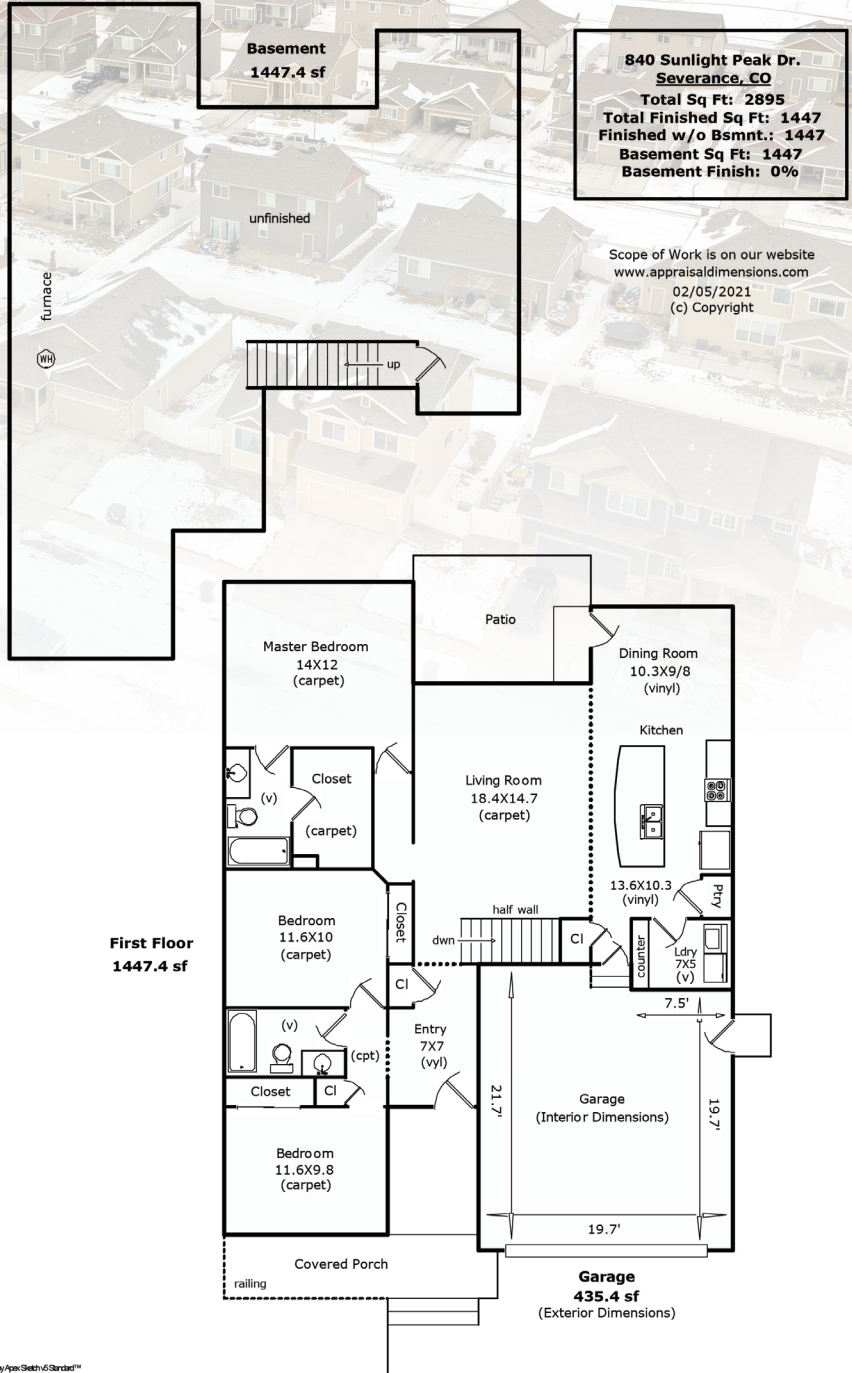 Basement
1447.4 sf
840 Sunlight Peak Dr.
Severance, CO
Total Sq Ft: 2895
Total Finished Sq Ft: 1447
Finished w/o Bsmnt.: 1447
Basement Sq Ft: 1447
Basement Finish: 0%
unfinished
Scope of Work is on our website
www.appraisaldimensions.com
02/05/2021
(c) Copyright
furnace
WH
up
Patio
Master Bedroom
14X12
(carpet)
Dining Room
10.3X9/8
(vinyl)
Kitchen
(v)
Closet
(carpet)
Living Room
18.4X14.7
(carpet)
13.6X10.3
(vinyl)
Ptry
First Floor
1447.4 sf
Bedroom
11.6X10
(carpet)
Closet
half wall
dwn
Cl
counter
Ldry
7X5
(v)
Cl
7.5'
(v)
(cpt)
Entry
7X7
(vyl)
Closet
Cl
21.7'
Garage
(Interior Dimensions)
19.7'
Bedroom
11.6X9.8
(carpet)
19.7'
Covered Porch
railing
Garage
435.4 sf
(Exterior Dimensions)
by Apex Sketch v5 Standard™